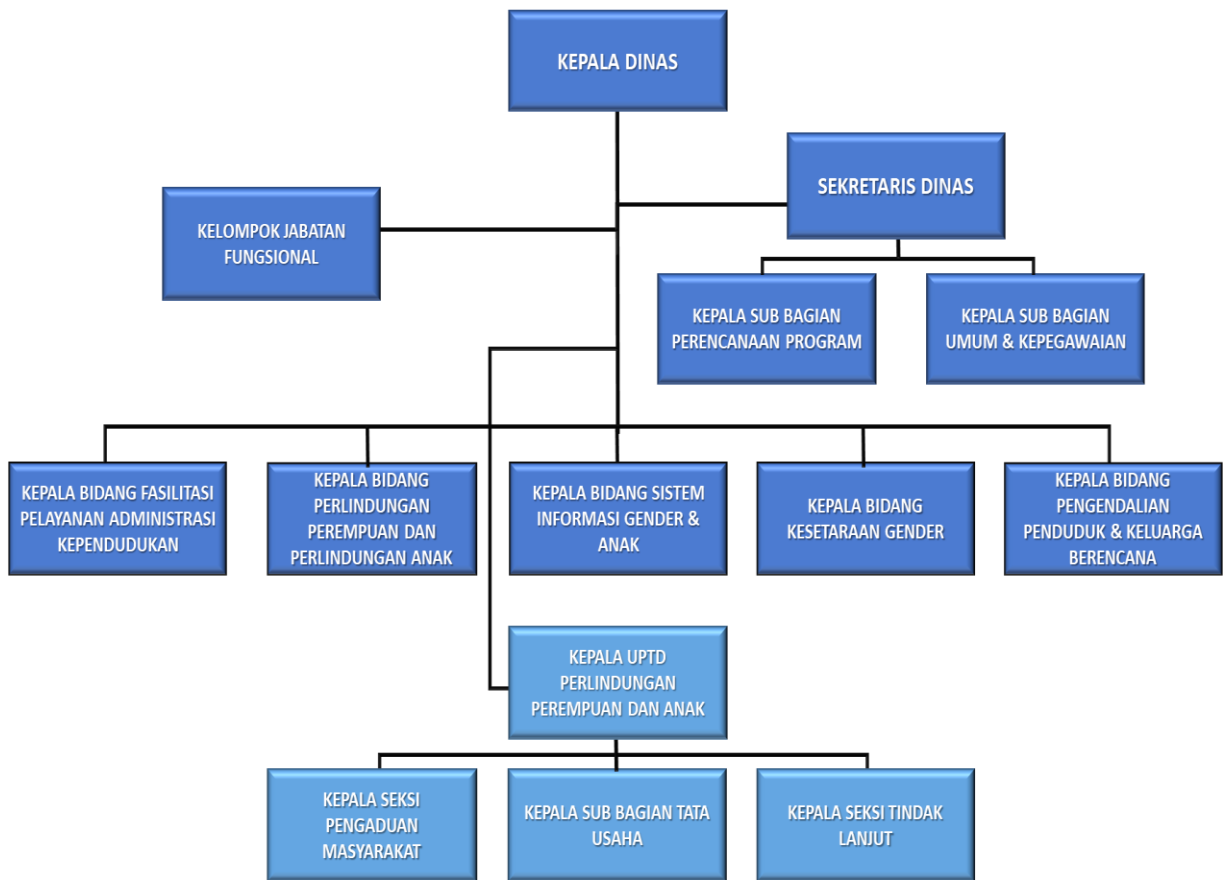 KEPALA DINAS
SEKRETARIS DINAS
KELOMPOK JABATAN
FUNGSIONAL
KEPALA SUB BAGIAN
PERENCANAAN PROGRAM
KEPALA SUB BAGIAN
UMUM & KEPEGAWAIAN
KEPALA BIDANG FASILITASI
PELAYANAN ADMINISTRASI
KEPENDUDUKAN
KEPALA BIDANG
PERLINDUNGAN
PEREMPUAN DAN
PERLINDUNGAN ANAK
KEPALA BIDANG SISTEM
INFORMASI GENDER &
ANAK
KEPALA BIDANG
KESETARAAN GENDER
KEPALA BIDANG
PENGENDALIAN
PENDUDUK & KELUARGA
BERENCANA
KEPALA UPTD
PERLINDUNGAN
PEREMPUAN DAN ANAK
KEPALA SEKSI
PENGADUAN
MASYARAKAT
KEPALA SUB BAGIAN TATA
USAHA
KEPALA SEKSI TINDAK
LANJUT